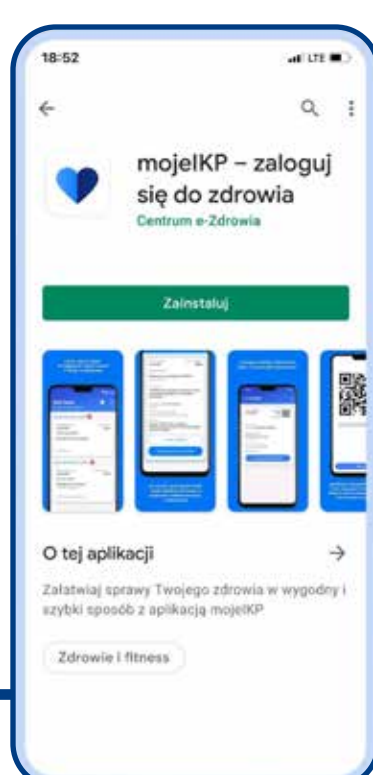 18:52
LTE
mojeIKP – zaloguj
się do zdrowia
Centrum e-Zdrowia
Zainstaluj
O tej aplikacji
Załatwiaj sprawy Twojego zdrowia w wygodny i
szybki sposób z aplikacją mojeIKP
Zdrowie i fitness